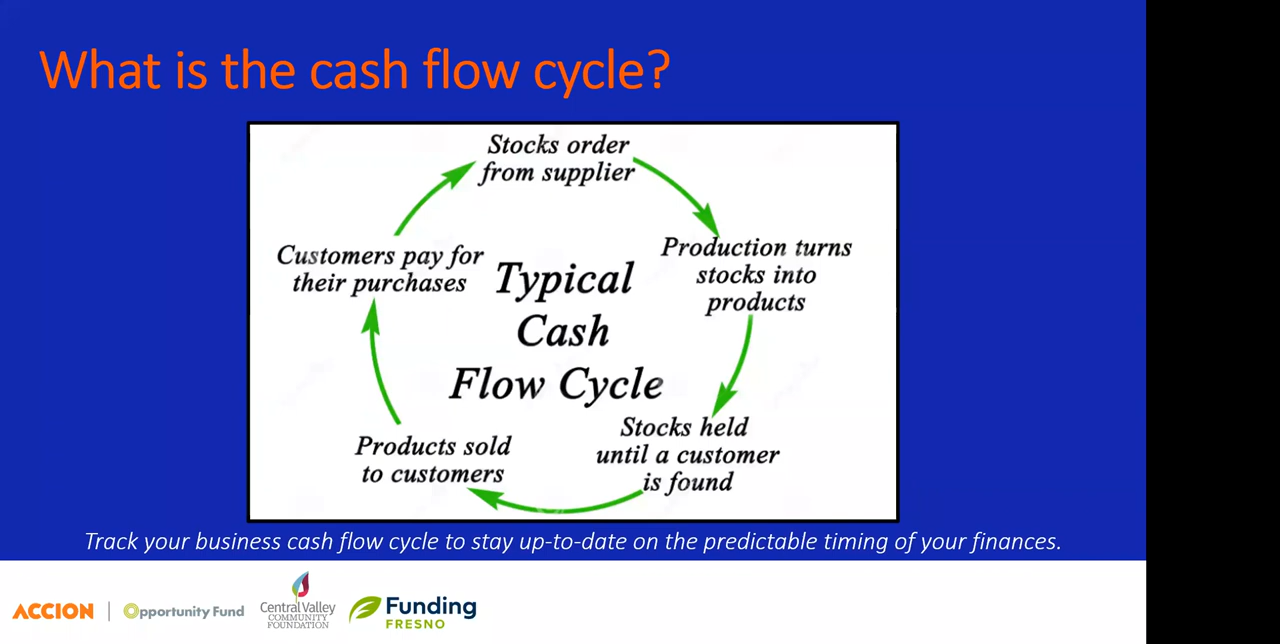 What is the cash flow cycle?
Stocks order
from supplier
Production turns
stocks into
products
Stocks held
until a customer
is found
Products sold
to customers
Customers pay for
their purchases
Typical
Cash
Flow Cycle
Track your business cash flow cycle to stay up-to-date on the predictable timing of your finances.
ACCION | Opportunity Fund
Central Valley
COMMUNITY
FOUNDATION
Funding
FRESNO